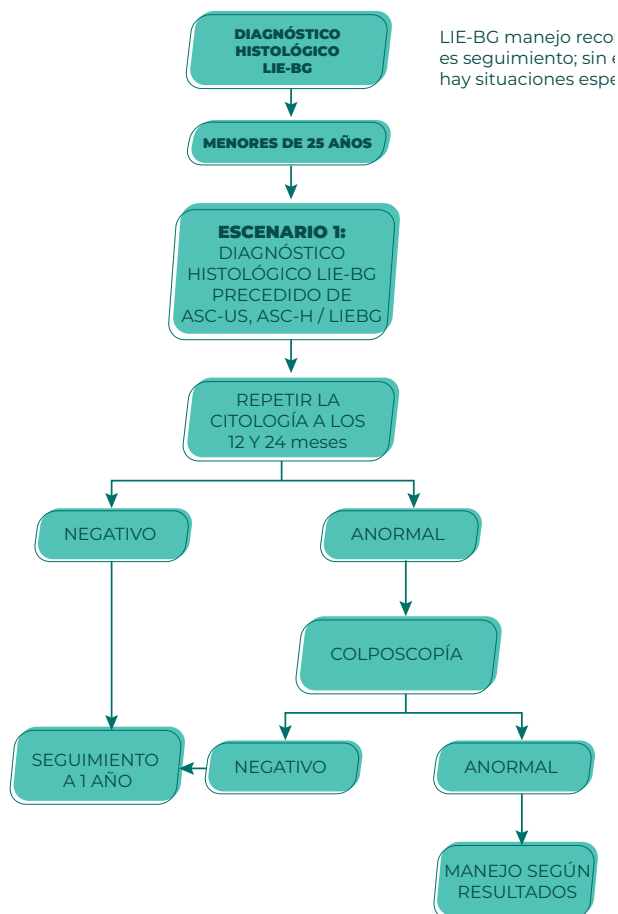 DIAGNÓSTICO
HISTOLÓGICO
LIE-BG
LIE-BG manejo
es seguimiento; sin
hay situaciones
MENORES DE 25 AÑOS
ESCENARIO 1:
DIAGNÓSTICO
HISTOLÓGICO LIE-BG
PRECEDIDO DE
ASC-US, ASC-H / LIEBG
REPETIR LA
CITOLOGÍA A LOS
12 Y 24 meses
NEGATIVO
ANORMAL
COLPOSCOPÍA
SEGUIMIENTO
A 1 AÑO
NEGATIVO
ANORMAL
MANEJO SEGÚN
RESULTADOS